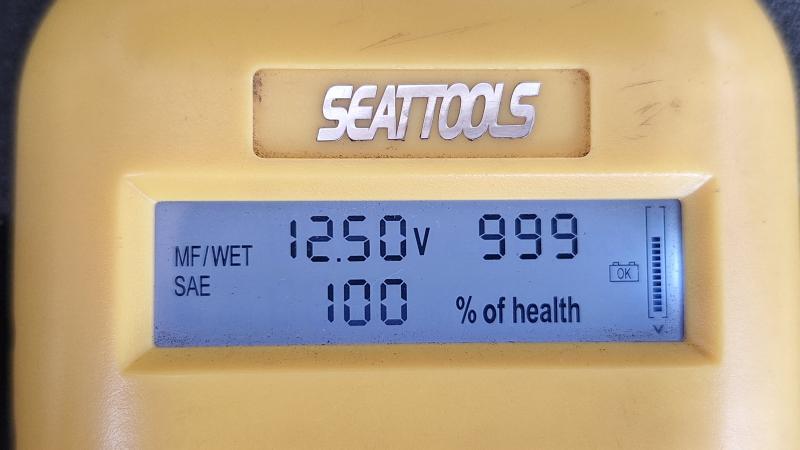 SEATTOOLS
MF/WET 12.50V 999
SAE 100 % of health
OK